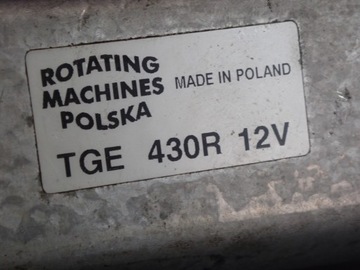 ROTATING
MACHINES
POLSKA
MADE IN POLAND
TGE 430R 12V